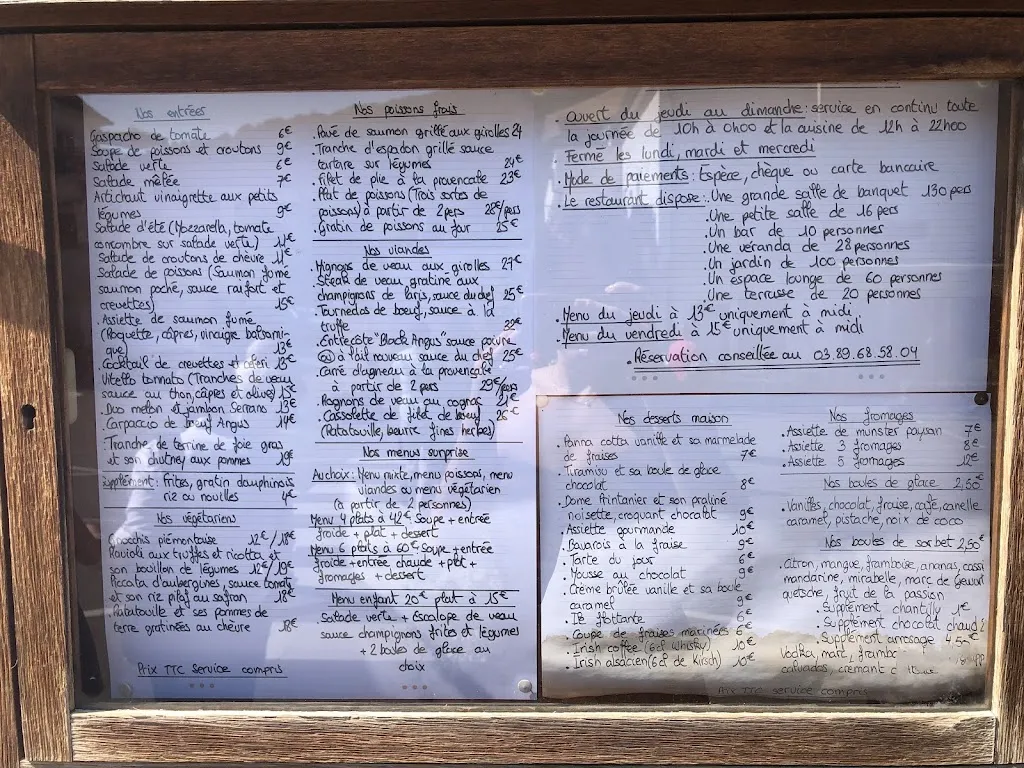 Nos entrées
Gaspacho de tomate 6€
Soupe de poissons et croutons 9€
Salade verte 6€
Salade mêlée 7€
Artichaut vinaigrette aux petits
légumes 9€
Salade d'été (Mozzarella, tomate
concombre sur salade verte) 11€
Salade de croutons de chèvre 11€
Salade de poissons (Saumon fumé
saumon poché, sauce raifort et
crevettes) 15€
. Assiette de saumon fumé
(Roquette, câpres, vinaigre balsami-
que) 13€
. Cocktail de crevettes et céleri 13€
Vitello tomato (Tranches de veau
sauce au thon, câpres et olive) 15€
. Duo melon et jambon Serrano 13€
. Carpaccio de bœuf Angus 14€
. Tranche de terrine de foie gras
et son chutney aux pommes 19€
Supplément : Frites, gratin dauphinois
riz ou nouilles 4€
Nos végétariens
Gnocchis piémontaise 12€/18€
Ravioli aux truffes et ricotta et
son bouillon de légumes 12€/19€
Piccata d'aubergines, sauce tomate
et son riz pilaf au safran 18€
. Ratatouille et ses pommes de
terre gratinées au chèvre 18€
Prix TTC service compris
Nos poissons frais
. Pavé de saumon grillé aux girolles 24
. Tranche d'espadon grillé sauce
tartare sur légumes 24€
. Filet de plie à la provencale 23€
. Plat de poissons (Trois sortes de
poissons) à partir de 2 pers 28€/pers
. Gratin de poissons au four 25€
Nos viandes
. Mignons de veau aux girolles 27€
. Steak de veau gratiné aux
champignons de Paris, sauce du chef 25€
. Tournedos de bœuf, sauce à la
truffe 32€
. Entrecôte "Black Angus" sauce poivre
ou à l'ail nouveau sauce du chef 25€
. Carré d'agneau à la provençale
à partir de 2 pers 29€/pers
. Rognons de veau au cognac 21€
. Cassolette de filet de bœuf 26€
(Ratatouille, beurre fines herbes)
Nos menus surprise
Au choix : Menu mixte, menu poissons, menu
viandes ou menu végétarien
(à partir de 2 personnes)
Menu 4 plats à 42€ Soupe + entrée
froide + plat + dessert
Menu 6 plats à 60€ Soupe + entrée
froide + entrée chaude + plat +
fromages + dessert
Menu enfant 20€ plat à 15€
. Salade verte + Escalope de veau
sauce champignons frites et légumes
+ 2 boules de glace au
choix
. Ouvert du jeudi au dimanche : service en continu toute
la journée de 10h à 0h00 et la cuisine de 12h à 22h00
. Fermé les lundi, mardi et mercredi
. Mode de paiements : Espèce, chèque ou carte bancaire
. Le restaurant dispose : . Une grande salle de banquet 130 pers
. Une petite salle de 16 pers
. Un bar de 10 personnes
. Une véranda de 28 personnes
. Un jardin de 100 personnes
. Un espace lounge de 60 personnes
. Une terrasse de 20 personnes
. Menu du jeudi à 13€ uniquement à midi
. Menu du vendredi à 15€ uniquement à midi
. Réservation conseillée au 03.89.68.58.04
Nos desserts maison
. Panna cotta vanille et sa marmelade
de fraises 7€
. Tiramisu et sa boule de glace
chocolat 8€
. Dome Printanier et son praliné
noisette, croquant chocolat 9€
. Assiette gourmande 10€
. Bavarois à la fraise 9€
. Tarte du jour 6€
. Mousse au chocolat 9€
. Crème brûlée vanille et sa boule
caramel 9€
. Ile flottante 6€
. Coupe de fraises marinées 6€
. Irish coffee (6cl whisky) 10€
. Irish alsacien (6cl de Kirsch) 10€
Nos fromages
. Assiette de munster paysan 7€
. Assiette 3 fromages 8€
. Assiette 5 fromages 12€
Nos boules de glace 2,50€
. Vanille, chocolat, fraise, café, canelle
caramel, pistache, noix de coco
Nos boules de sorbet 2,50€
. Citron, mangue, framboise, ananas, cassi
mandarine, mirabelle, marc de Gewurt
quetsche, fruit de la passion
. Supplément chantilly 1€
. Supplément chocolat chaud 2
. Supplément arrosage 4,50€
Vodka, marc, frambo
calvados, cremant d
Prix TTC service compris